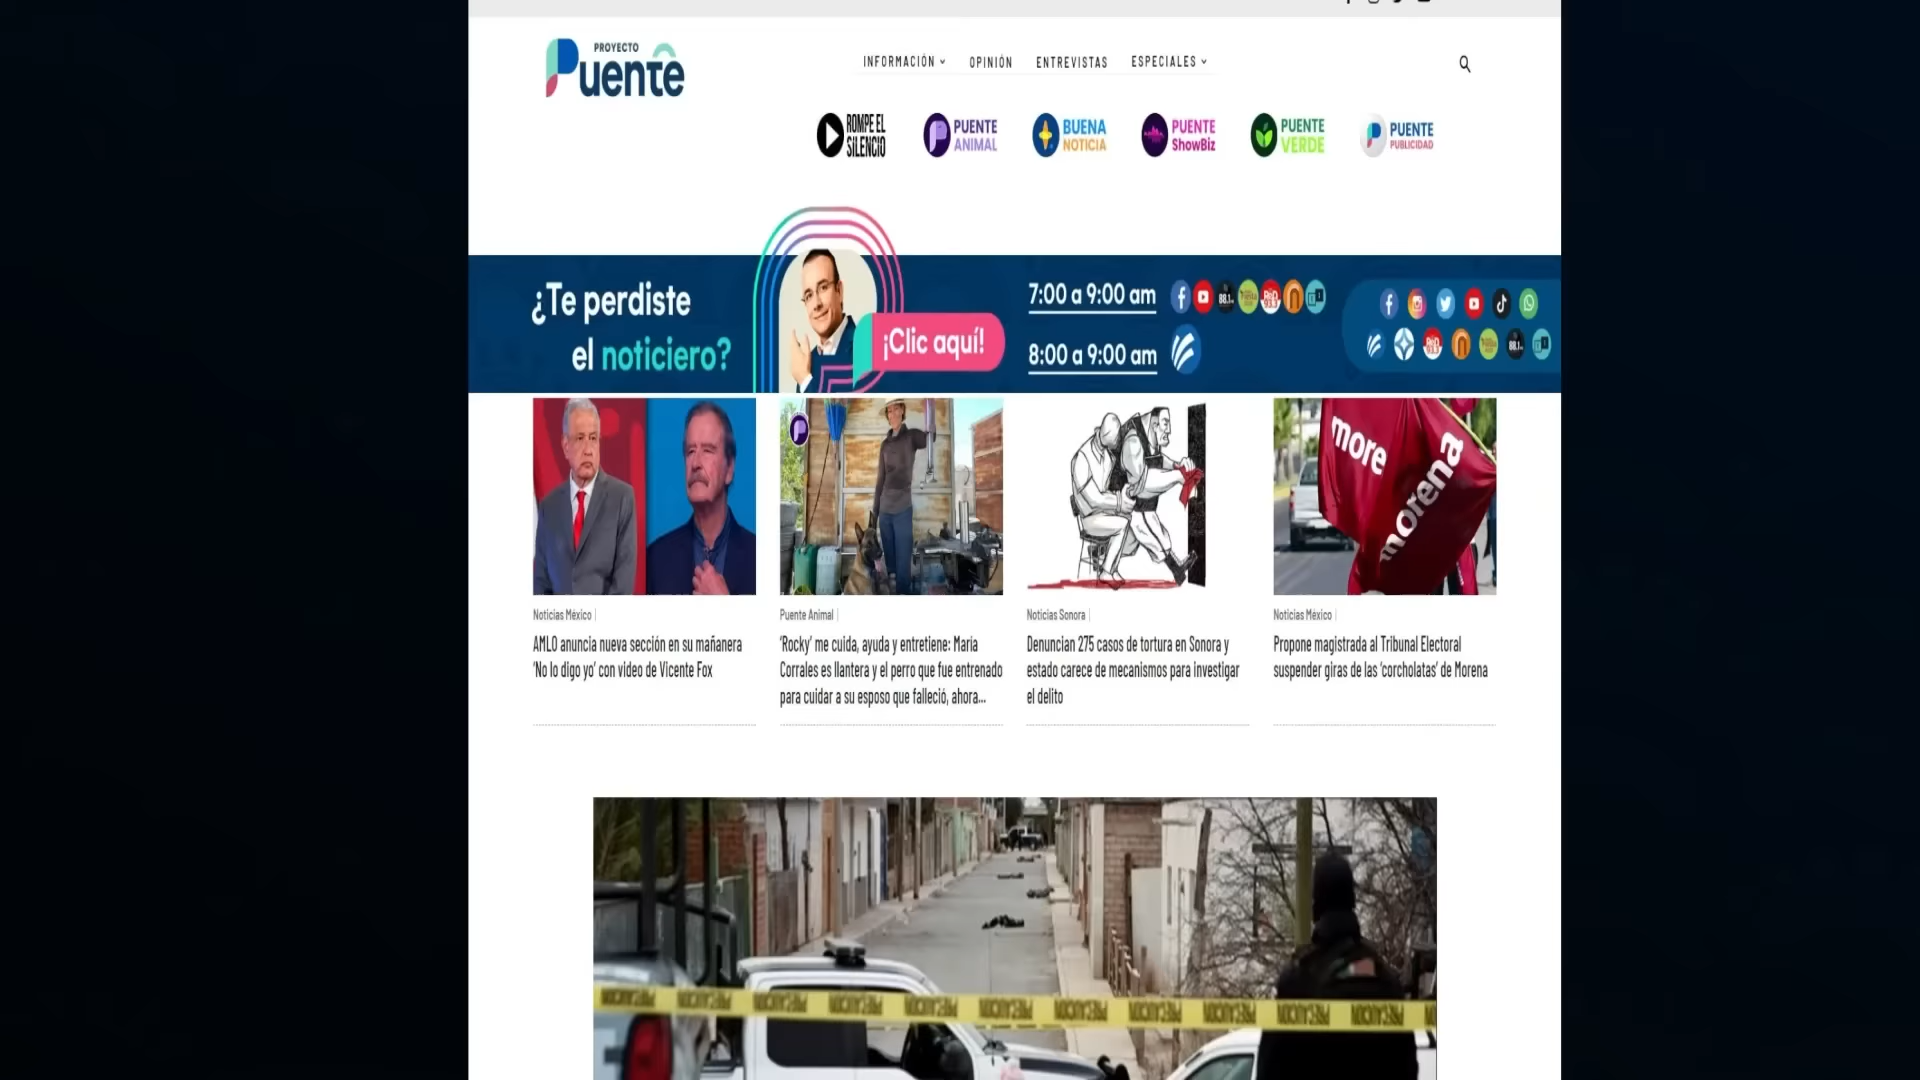 PROYECTO
Puente
INFORMACIÓN OPINIÓN ENTREVISTAS ESPECIALES
ROMPE EL
SILENCIO
PUENTE
ANIMAL
BUENA
NOTICIA
PUENTE
ShowBiz
PUENTE
VERDE
PUENTE
PUBLICIDAD
¿Te perdiste
el noticiero?
¡Clic aquí!
7:00 a 9:00 am
8:00 a 9:00 am
88.1
88.1
more
morena
Noticias México
AMLO anuncia nueva sección en su mañanera
'No lo digo yo' con video de Vicente Fox
Puente Animal
'Rocky' me cuida, ayuda y entretiene: María
Corrales es llantera y el perro que fue entrenado
para cuidar a su esposo que falleció, ahora...
Noticias Sonora
Denuncian 275 casos de tortura en Sonora y
estado carece de mecanismos para investigar
el delito
Noticias México
Propone magistrada al Tribunal Electoral
suspender giras de las 'corcholatas' de Morena